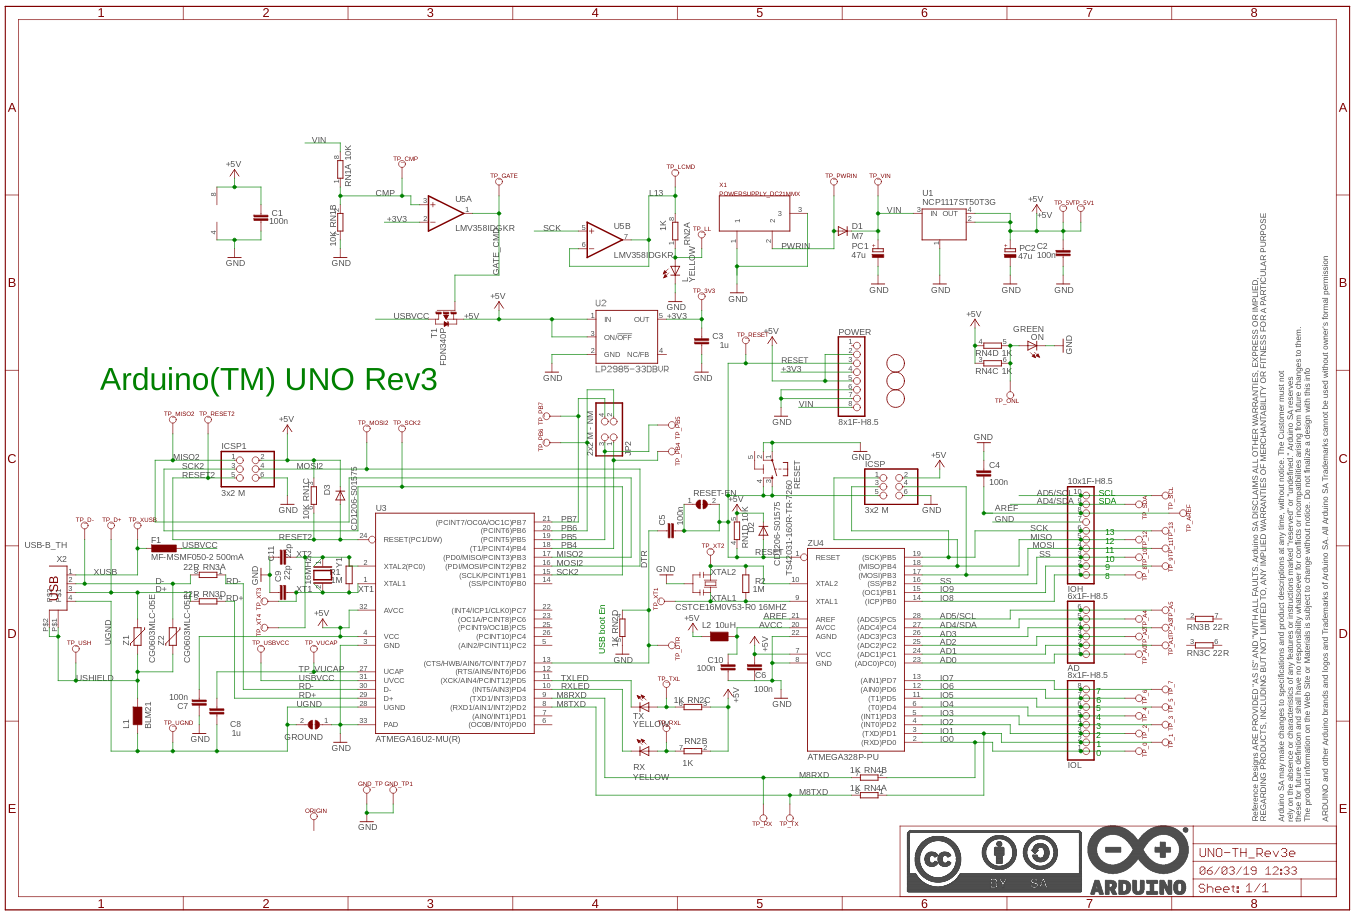 1 2 3 4 5 6 7 8
A
B
C
D
E
Arduino(TM) UNO Rev3
+5V
8
4
C1
100n
GND
VIN
RN1A 10K
CMP
10K RN1B
GND
TP_CMP
+3V3
U5A
LMV358IDGKR
TP_GATE
GATE_CMD
USBVCC
+5V
T1
FDN340P
+5V
SCK
U5B
LMV358IDGKR
L13
TP_LCMD
1K
RN2A
TP_LL
YELLOW
GND
X1
POWERSUPPLY_DC21MMX
PWRIN
TP_PWRIN
TP_VIN
D1
M7
PC1
47u
GND
VIN
U1
NCP1117ST50T3G
IN OUT
GND
+5V
TP_5V1
+5V
PC2
47u
C2
100n
GND
GND
U2
IN OUT
ON/OFF
GND NC/FB
LP2985-33DBVR
GND
TP_3V3
+3V3
C3
1u
GND
TP_RESET
+5V
RESET
+3V3
VIN
GND
POWER
8x1F-H8.5
+5V
GREEN
ON
RN4D 1K
RN4C 1K
GND
TP_ONL
TP_MISO2 TP_RESET2
MISO2
SCK2
RESET2
ICSP1
3x2 M
+5V
MOSI2
GND
10K RN1C
D3
CD1206-S01575
TP_MOSI2 TP_SCK2
TP_PB7
TP_PB6
TP_PB5
TP_PB4
2x2 M - NM
JP2
TP_D- TP_D+ TP_XUSB
USB-B_TH
X2
USB
XUSB
F1
MF-MSMF050-2 500mA
USBVCC
D-
D+
22R RN3A
22R RN3D
RD-
RD+
Z1
CG0603MLC-05E
Z2
CG0603MLC-05E
UGND
TP_USH
USHIELD
L1
BLM21
TP_UGND
100n
C7
GND
C8
1u
RESET2
C11
22p
C9
22p
GND
XT2
XT1
16MHZ
Y1
R1
1M
XT1
TP_XT3
TP_XT4
+5V
TP_USBVCC
TP_VUCAP
TP_VUCAP
USBVCC
RD-
RD+
UGND
GROUND
GND
U3
RESET(PC1/DW)
XTAL2(PC0)
XTAL1
AVCC
VCC
GND
UCAP
UVCC
D-
D+
UGND
PAD
ATMEGA16U2-MU(R)
(PCINT7/OC0A/OC1C)PB7
(PCINT6)PB6
(PCINT5)PB5
(T1/PCINT4)PB4
(PD0/MISO/PCINT3)PB3
(PDI/MOSI/PCINT2)PB2
(SCLK/PCINT1)PB1
(SS/PCINT0)PB0
(INT4/ICP1/CLK0)PC7
(OC1A/PCINT8)PC6
(PCINT9/OC1B)PC5
(PCINT10)PC4
(AIN2/PCINT11)PC2
(CTS/HWB/AIN6/TO/INT7)PD7
(RTS/AIN5/INT6)PD6
(XCK/AIN4/PCINT12)PD5
(INT5/AIN3)PD4
(TXD1/INT3)PD3
(RXD1/AIN1/INT2)PD2
(AIN0/INT1)PD1
(OC0B/INT0)PD0
PB7
PB6
PB5
PB4
MISO2
MOSI2
SCK2
TXLED
RXLED
M8RXD
M8TXD
DTR
USB boot En
RN2D
GND
TP_DTR
TP_TXL
TX
YELLOW
1K RN2C
TP_RXL
RX
YELLOW
RN2B
1K
+5V
C5
100n
RESET-EN
RN1D 10K
D2
CD1206-S01575
TS42031-160R-TR-7260
RESET
GND
RESET
TP_XT2
TP_XT1
GND
XTAL2
XTAL1
R2
1M
CSTCE16M0V53-R0 16MHZ
+5V
L2 10uH
AVCC
C10
100n
C6
100n
+5V
GND
ZU4
RESET
XTAL2
XTAL1
AREF
AVCC
AGND
VCC
GND
ATMEGA328P-PU
(SCK)PB5
(MISO)PB4
(MOSI)PB3
(SS)PB2
(OC1)PB1
(ICP)PB0
(ADC5)PC5
(ADC4)PC4
(ADC3)PC3
(ADC2)PC2
(ADC1)PC1
(ADC0)PC0
(AIN1)PD7
(AIN0)PD6
(T1)PD5
(T0)PD4
(INT1)PD3
(INT0)PD2
(TXD)PD1
(RXD)PD0
ICSP
3x2 M
+5V
GND
GND
C4
100n
10x1F-H8.5
AD5/SCL
AD4/SDA
AREF
GND
SCK
MISO
MOSI
SS
SCL
SDA
13
12
11
10
9
8
IOH
TP_AREF
SS
IO9
IO8
6x1F-H8.5
AD5/SCL
AD4/SDA
AD3
AD2
AD1
AD0
AD
RN3B 22R
RN3C 22R
8x1F-H8.5
IO7
IO6
IO5
IO4
IO3
IO2
IO1
IO0
7
6
5
4
3
2
1
0
IOL
M8RXD
M8TXD
1K RN4B
1K RN4A
TP_RX TP_TX
ORIGIN
GND_TP GND_TP1
GND
Reference Designs ARE PROVIDED "AS IS" AND "WITH ALL FAULTS. Arduino SA DISCLAIMS ALL OTHER WARRANTIES, EXPRESS OR IMPLIED,
REGARDING PRODUCTS, INCLUDING BUT NOT LIMITED TO, ANY IMPLIED WARRANTIES OF MERCHANTABILITY OR FITNESS FOR A PARTICULAR PURPOSE
Arduino SA may make changes to specifications and product descriptions at any time, without notice. The Customer must not
rely on the absence or characteristics of any features or instructions marked "reserved" or "undefined." Arduino SA reserves
these for future definition and shall have no responsibility whatsoever for conflicts or incompatibilities arising from future changes to them.
The product information on the Web Site or Materials is subject to change without notice. Do not finalize a design with this info
ARDUINO and other Arduino brands and logos and Trademarks of Arduino SA. All Arduino SA Trademarks cannot be used without owner's formal permission
cc
BY SA
ARDUINO
UNO-TH_Rev3e
06/03/19 12:33
Sheet: 1/1